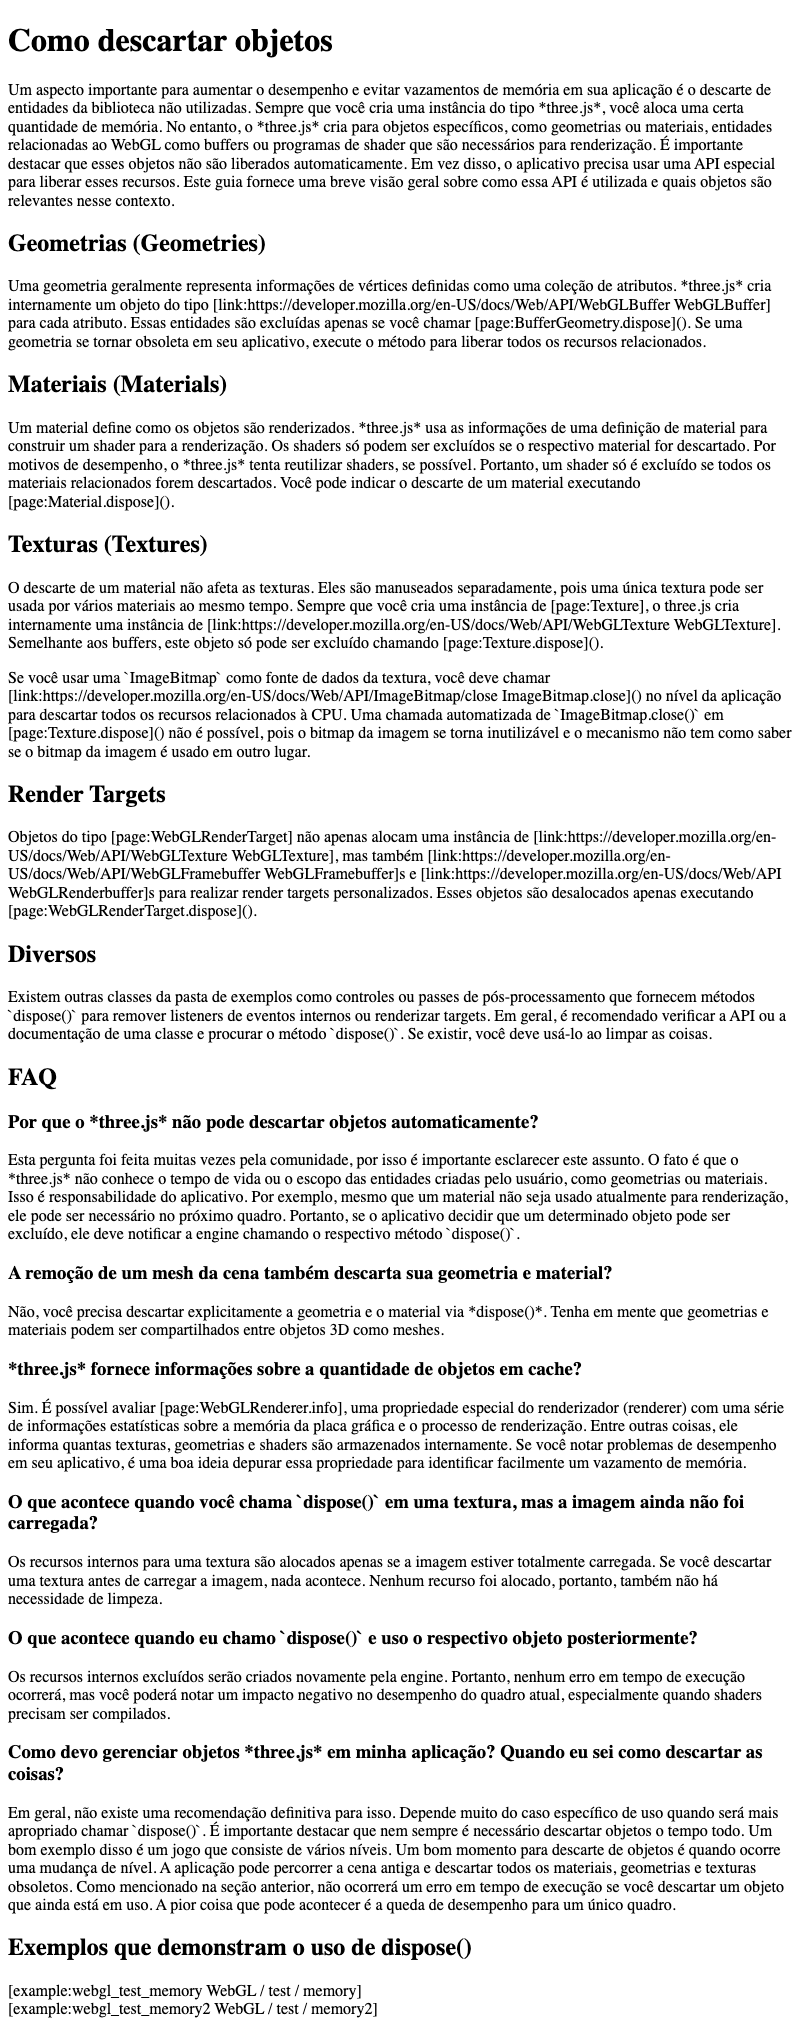 Como descartar objetos
Um aspecto importante para aumentar o desempenho e evitar vazamentos de memória em sua aplicação é o descarte de
entidades da biblioteca não utilizadas. Sempre que você cria uma instância do tipo *three.js*, você aloca uma certa
quantidade de memória. No entanto, o *three.js* cria para objetos específicos, como geometrias ou materiais, entidades
relacionadas ao WebGL como buffers ou programas de shader que são necessários para renderização. É importante
destacar que esses objetos não são liberados automaticamente. Em vez disso, o aplicativo precisa usar uma API especial
para liberar esses recursos. Este guia fornece uma breve visão geral sobre como essa API é utilizada e quais objetos são
relevantes nesse contexto.
Geometrias (Geometries)
Uma geometria geralmente representa informações de vértices definidas como uma coleção de atributos. *three.js* cria
internamente um objeto do tipo [link:https://developer.mozilla.org/en-US/docs/Web/API/WebGLBuffer WebGLBuffer]
para cada atributo. Essas entidades são excluídas apenas se você chamar [page:BufferGeometry.dispose](). Se uma
geometria se tornar obsoleta em seu aplicativo, execute o método para liberar todos os recursos relacionados.
Materiais (Materials)
Um material define como os objetos são renderizados. *three.js* usa as informações de uma definição de material para
construir um shader para a renderização. Os shaders só podem ser excluídos se o respectivo material for descartado. Por
motivos de desempenho, o *three.js* tenta reutilizar shaders, se possível. Portanto, um shader só é excluído se todos os
materiais relacionados forem descartados. Você pode indicar o descarte de um material executando
[page:Material.dispose]().
Texturas (Textures)
O descarte de um material não afeta as texturas. Eles são manuseados separadamente, pois uma única textura pode ser
usada por vários materiais ao mesmo tempo. Sempre que você cria uma instância de [page:Texture], o three.js cria
internamente uma instância de [link:https://developer.mozilla.org/en-US/docs/Web/API/WebGLTexture WebGLTexture].
Semelhante aos buffers, este objeto só pode ser excluído chamando [page:Texture.dispose]().
Se você usar uma `ImageBitmap` como fonte de dados da textura, você deve chamar
[link:https://developer.mozilla.org/en-US/docs/Web/API/ImageBitmap/close ImageBitmap.close]() no nível da aplicação
para descartar todos os recursos relacionados à CPU. Uma chamada automatizada de `ImageBitmap.close()` em
[page:Texture.dispose]() não é possível, pois o bitmap da imagem se torna inutilizável e o mecanismo não tem como saber
se o bitmap da imagem é usado em outro lugar.
Render Targets
Objetos do tipo [page:WebGLRenderTarget] não apenas alocam uma instância de [link:https://developer.mozilla.org/en-
US/docs/Web/API/WebGLTexture WebGLTexture], mas também [link:https://developer.mozilla.org/en-
US/docs/Web/API/WebGLFramebuffer WebGLFramebuffer]s e [link:https://developer.mozilla.org/en-US/docs/Web/API
WebGLRenderbuffer]s para realizar render targets personalizados. Esses objetos são desalocados apenas executando
[page:WebGLRenderTarget.dispose]().
Diversos
Existem outras classes da pasta de exemplos como controles ou passes de pós-processamento que fornecem métodos
`dispose()` para remover listeners de eventos internos ou renderizar targets. Em geral, é recomendado verificar a API ou a
documentação de uma classe e procurar o método `dispose()`. Se existir, você deve usá-lo ao limpar as coisas.
FAQ
Por que o *three.js* não pode descartar objetos automaticamente?
Esta pergunta foi feita muitas vezes pela comunidade, por isso é importante esclarecer este assunto. O fato é que o
*three.js* não conhece o tempo de vida ou o escopo das entidades criadas pelo usuário, como geometrias ou materiais.
Isso é responsabilidade do aplicativo. Por exemplo, mesmo que um material não seja usado atualmente para renderização,
ele pode ser necessário no próximo quadro. Portanto, se o aplicativo decidir que um determinado objeto pode ser
excluído, ele deve notificar a engine chamando o respectivo método `dispose()`.
A remoção de um mesh da cena também descarta sua geometria e material?
Não, você precisa descartar explicitamente a geometria e o material via *dispose()*. Tenha em mente que geometrias e
materiais podem ser compartilhados entre objetos 3D como meshes.
*three.js* fornece informações sobre a quantidade de objetos em cache?
Sim. É possível avaliar [page:WebGLRenderer.info], uma propriedade especial do renderizador (renderer) com uma série
de informações estatísticas sobre a memória da placa gráfica e o processo de renderização. Entre outras coisas, ele
informa quantas texturas, geometrias e shaders são armazenados internamente. Se você notar problemas de desempenho
em seu aplicativo, é uma boa ideia depurar essa propriedade para identificar facilmente um vazamento de memória.
O que acontece quando você chama `dispose()` em uma textura, mas a imagem ainda não foi
carregada?
Os recursos internos para uma textura são alocados apenas se a imagem estiver totalmente carregada. Se você descartar
uma textura antes de carregar a imagem, nada acontece. Nenhum recurso foi alocado, portanto, também não há
necessidade de limpeza.
O que acontece quando eu chamo `dispose()` e uso o respectivo objeto posteriormente?
Os recursos internos excluídos serão criados novamente pela engine. Portanto, nenhum erro em tempo de execução
ocorrerá, mas você poderá notar um impacto negativo no desempenho do quadro atual, especialmente quando shaders
precisam ser compilados.
Como devo gerenciar objetos *three.js* em minha aplicação? Quando eu sei como descartar as
coisas?
Em geral, não existe uma recomendação definitiva para isso. Depende muito do caso específico de uso quando será mais
apropriado chamar `dispose()`. É importante destacar que nem sempre é necessário descartar objetos o tempo todo. Um
bom exemplo disso é um jogo que consiste de vários níveis. Um bom momento para descarte de objetos é quando ocorre
uma mudança de nível. A aplicação pode percorrer a cena antiga e descartar todos os materiais, geometrias e texturas
obsoletos. Como mencionado na seção anterior, não ocorrerá um erro em tempo de execução se você descartar um objeto
que ainda está em uso. A pior coisa que pode acontecer é a queda de desempenho para um único quadro.
Exemplos que demonstram o uso de dispose()
[example:webgl_test_memory WebGL / test / memory]
[example:webgl_test_memory2 WebGL / test / memory2]